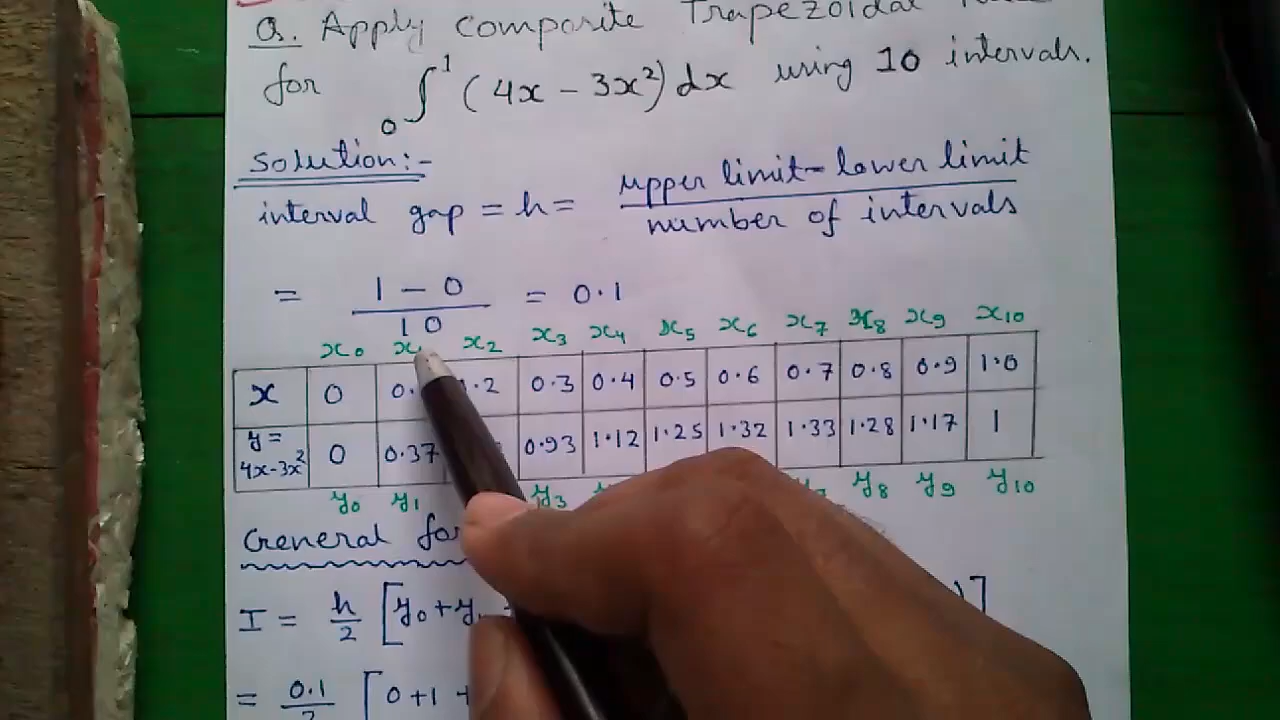 Q. Apply Composite Trapezoidal
for ∫₀¹ (4x - 3x²) dx using 10 intervals.
Solution:-
interval gap = h = upper limit - lower limit / number of intervals
= 1 - 0 / 10 = 0.1
x₀ x₁ x₂ x₃ x₄ x₅ x₆ x₇ x₈ x₉ x₁₀
x 0 0. .2 0.3 0.4 0.5 0.6 0.7 0.8 0.9 1.0
y = 4x-3x² 0 0.37 0.93 1.12 1.25 1.32 1.33 1.28 1.17 1
y₀ y₁ y₃ y₈ y₉ y₁₀
General
I = h/2 [y₀ + y )]
= 0.1/2 [0+1+